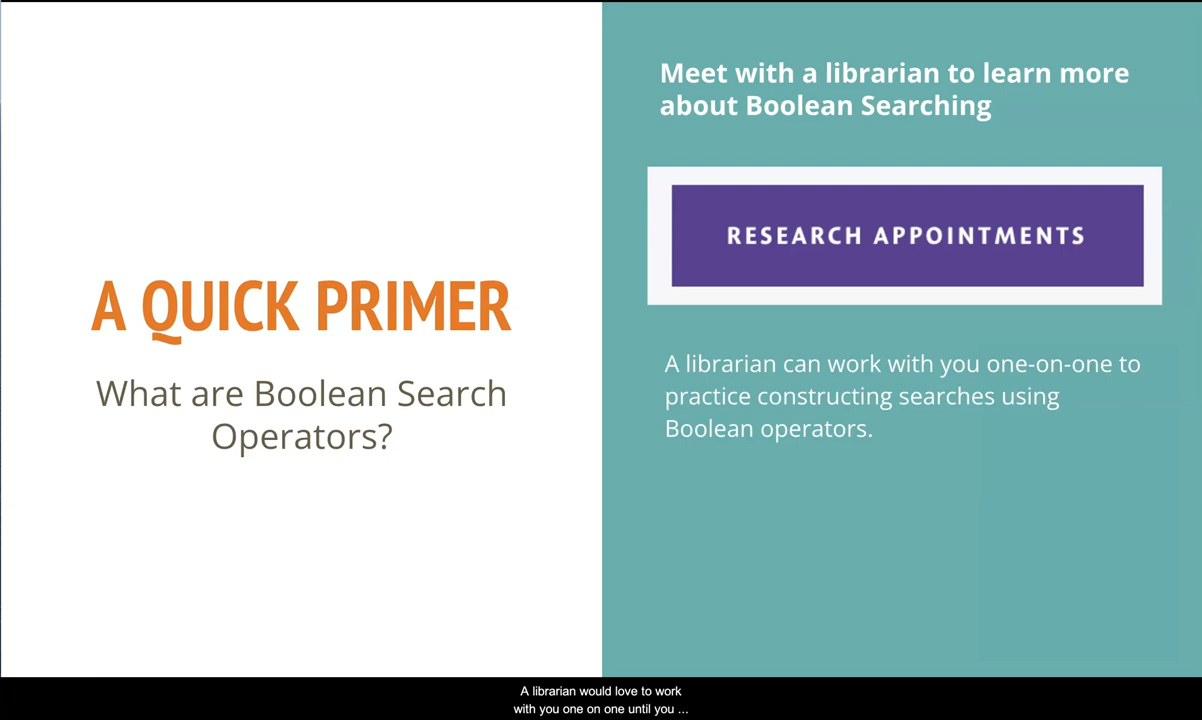 A QUICK PRIMER
What are Boolean Search
Operators?
Meet with a librarian to learn more
about Boolean Searching
RESEARCH APPOINTMENTS
A librarian can work with you one-on-one to
practice constructing searches using
Boolean operators.
A librarian would love to work
with you one on one until you ...